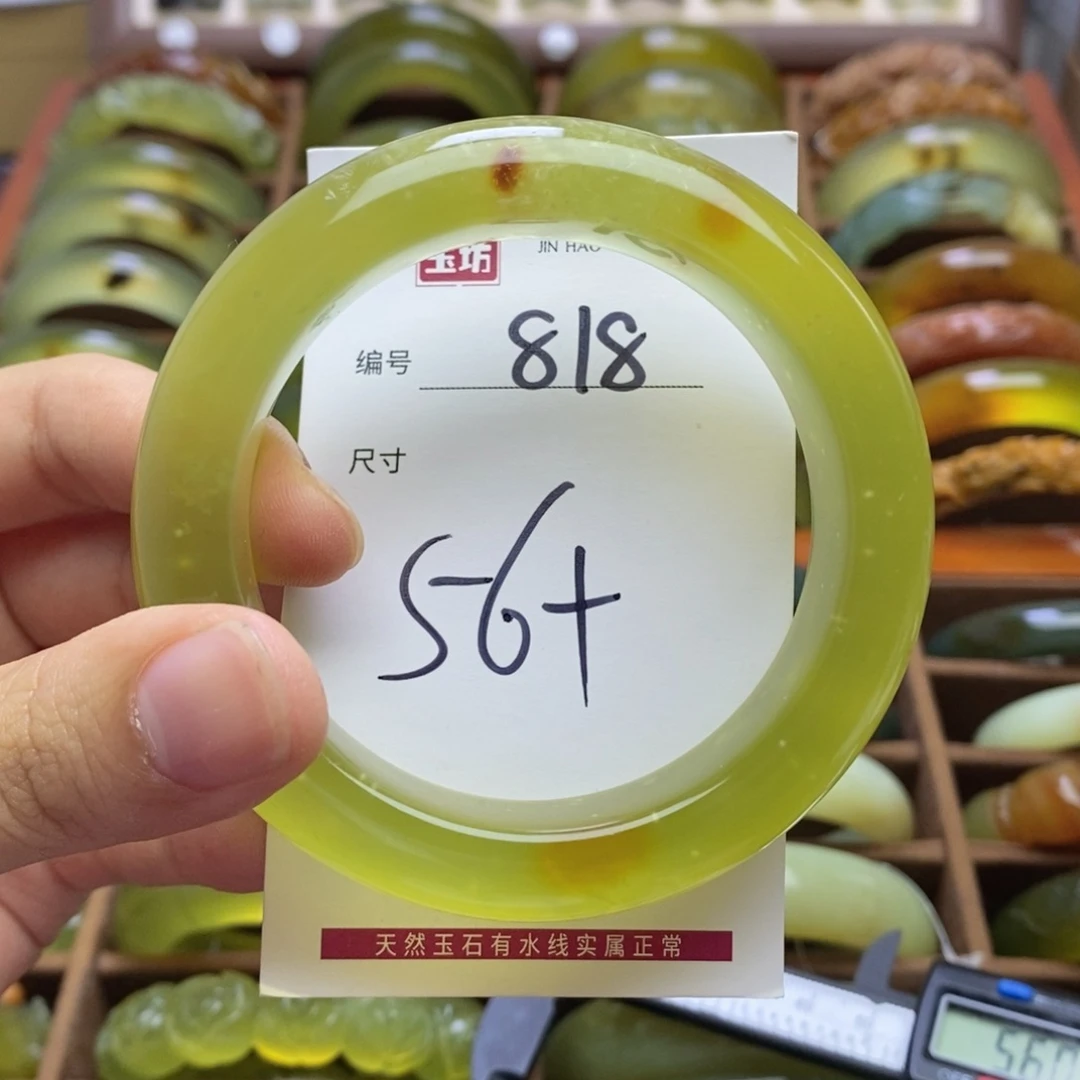 玉坊
JIN HAO
编号 818
尺寸
56+
天然玉石有水线实属正常